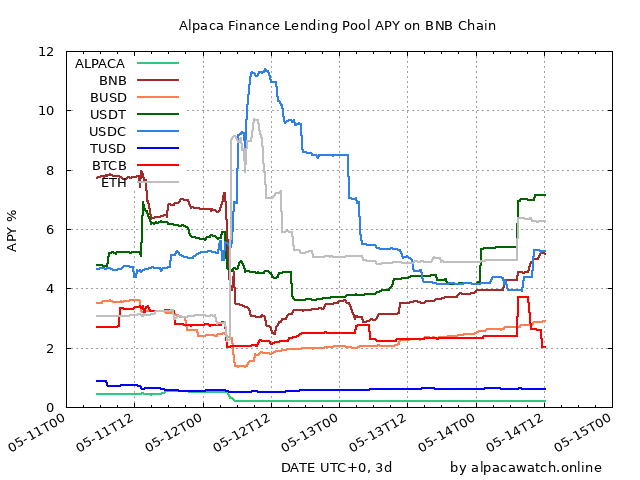 Alpaca Finance Lending Pool APY on BNB Chain
12
10
8
6
4
2
0
APY %
ALPACA
BNB
BUSD
USDT
USDC
TUSD
BTCB
ETH
05-11T00
05-11T12
05-12T00
05-12T12
05-13T00
05-13T12
05-14T00
05-14T12
05-15T00
DATE UTC+0, 3d
by alpacawatch.online